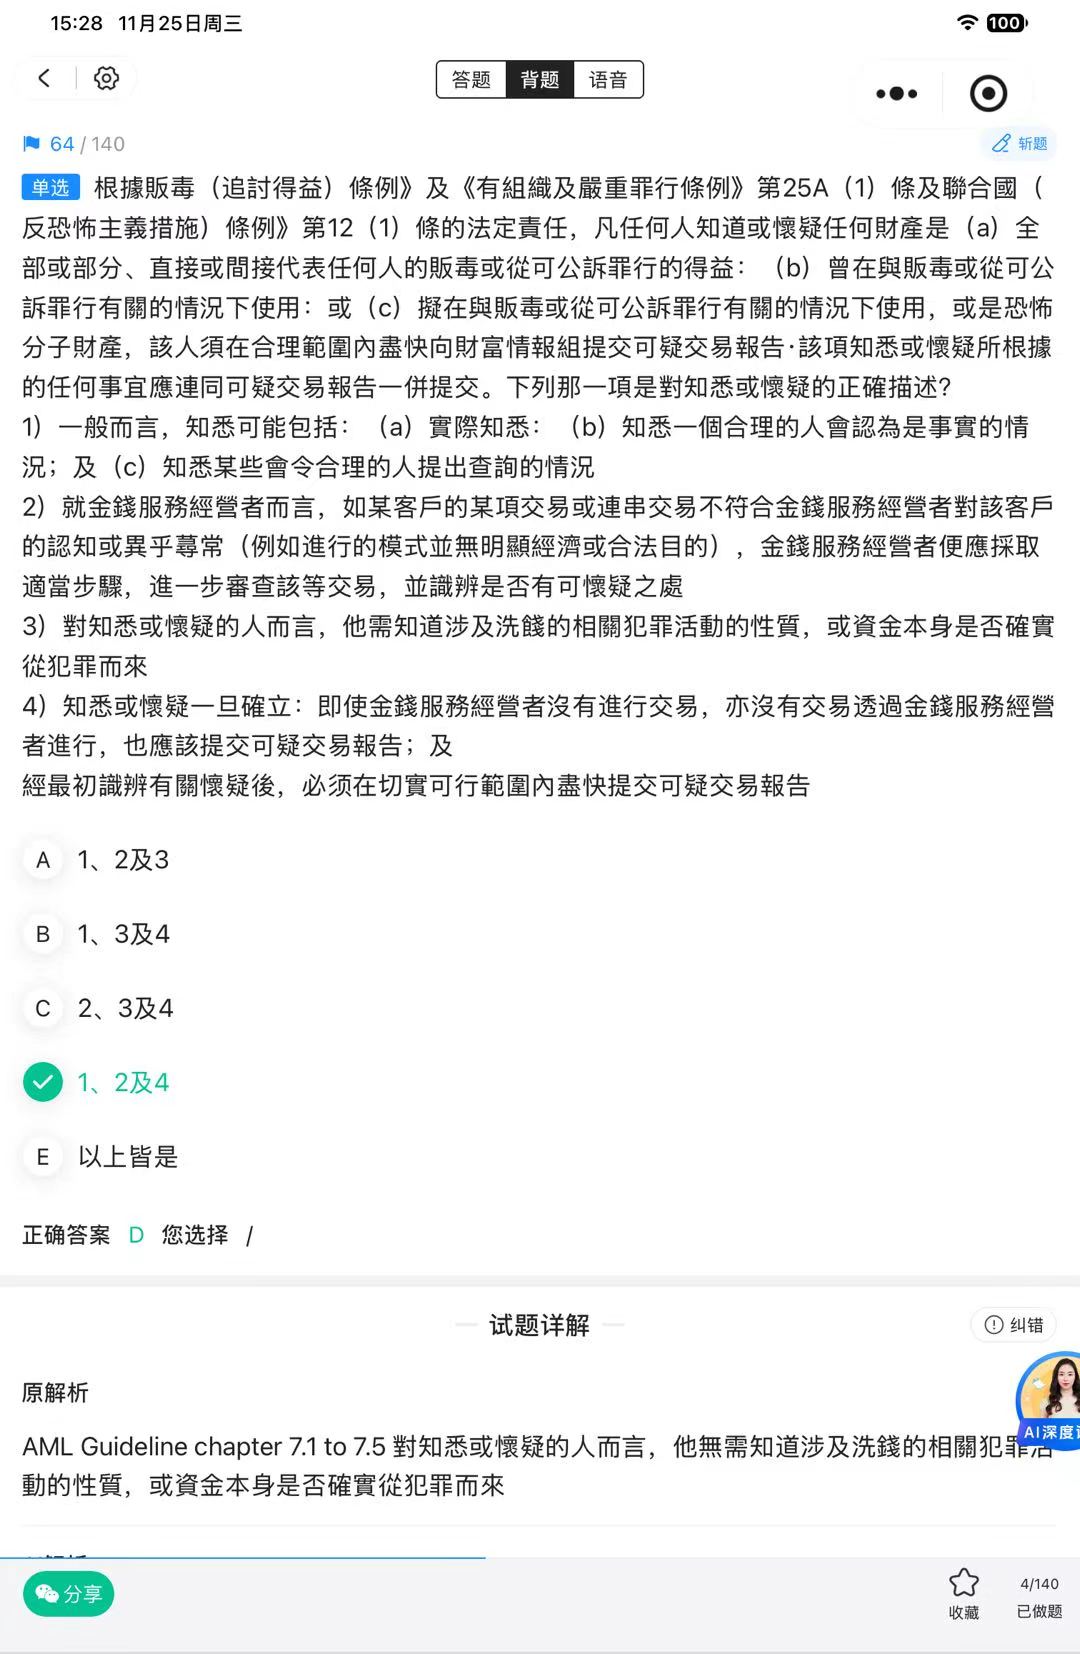 15:28 11月25日周三
100
答题 背题 语音
64 / 140
斩题
单选 根據販毒（追討得益）條例》及《有組織及嚴重罪行條例》第25A（1）條及聯合國（
反恐怖主義措施）條例》第12（1）條的法定責任，凡任何人知道或懷疑任何財產是（a）全
部或部分、直接或間接代表任何人的販毒或從可公訴罪行的得益：（b）曾在與販毒或從可公
訴罪行有關的情況下使用：或（c）擬在與販毒或從可公訴罪行有關的情況下使用，或是恐怖
分子財產，該人須在合理範圍內盡快向財富情報組提交可疑交易報告·該項知悉或懷疑所根據
的任何事宜應連同可疑交易報告一併提交。下列那一項是對知悉或懷疑的正確描述?
1）一般而言，知悉可能包括：（a）實際知悉：（b）知悉一個合理的人會認為是事實的情
況；及（c）知悉某些會令合理的人提出查詢的情況
2）就金錢服務經營者而言，如某客戶的某項交易或連串交易不符合金錢服務經營者對該客戶
的認知或異乎尋常（例如進行的模式並無明顯經濟或合法目的），金錢服務經營者便應採取
適當步驟，進一步審查該等交易，並識辨是否有可懷疑之處
3）對知悉或懷疑的人而言，他需知道涉及洗餞的相關犯罪活動的性質，或資金本身是否確實
從犯罪而來
4）知悉或懷疑一旦確立：即使金錢服務經營者沒有進行交易，亦沒有交易透過金錢服務經營
者進行，也應該提交可疑交易報告；及
經最初識辨有關懷疑後，必须在切實可行範圍內盡快提交可疑交易報告
A 1、2及3
B 1、3及4
C 2、3及4
1、2及4
E 以上皆是
正确答案 D 您选择 /
试题详解
纠错
原解析
AI深度
AML Guideline chapter 7.1 to 7.5 對知悉或懷疑的人而言，他無需知道涉及洗錢的相關犯罪活
動的性質，或資金本身是否確實從犯罪而來
分享
收藏
4/140
已做题